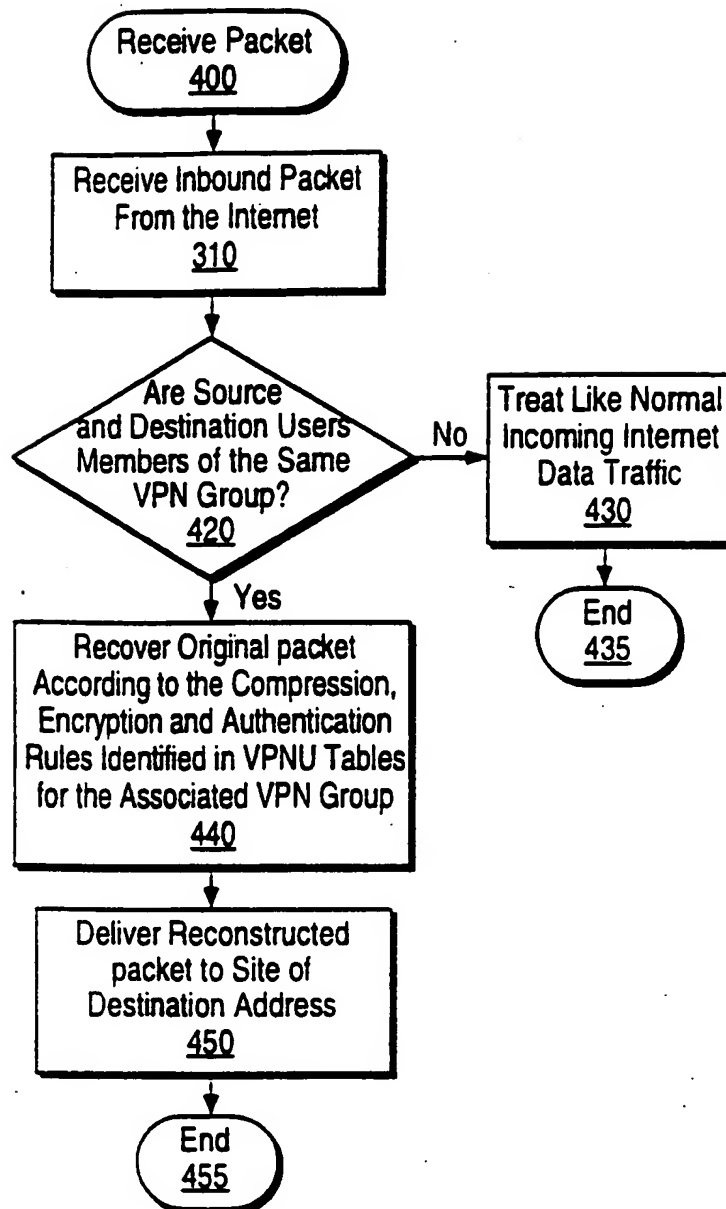 Receive Packet
400
Receive Inbound Packet
From the Internet
310
Are Source
and Destination Users
Members of the Same
VPN Group?
420
No
Treat Like Normal
Incoming Internet
Data Traffic
430
End
435
Yes
Recover Original packet
According to the Compression,
Encryption and Authentication
Rules Identified in VPNU Tables
for the Associated VPN Group
440
Deliver Reconstructed
packet to Site of
Destination Address
450
End
455